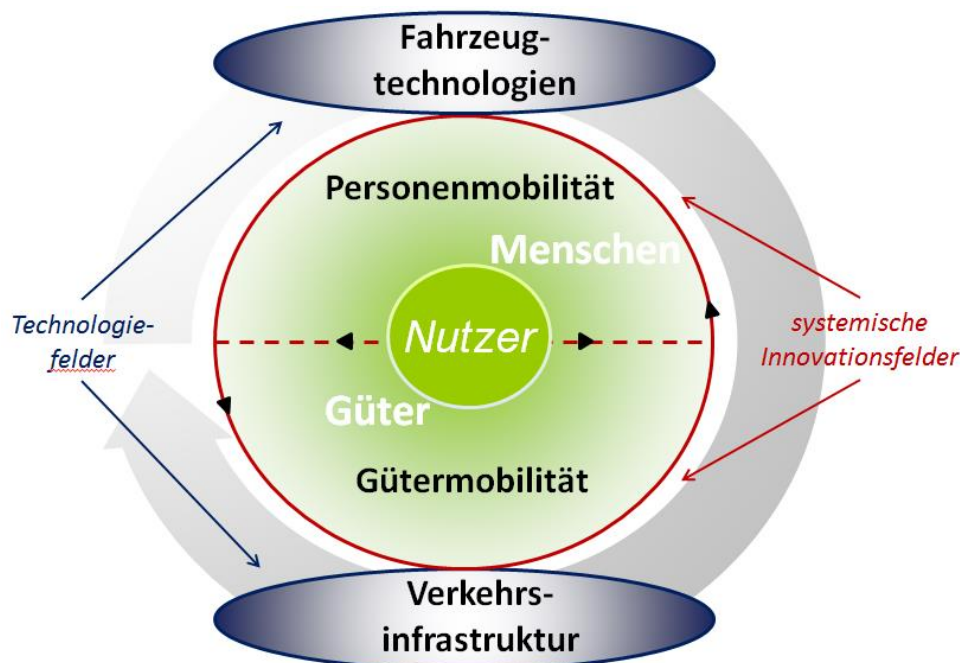 Fahrzeug-
technologien
Personenmobilität
Menschen
Technologie-
felder
Nutzer
systemische
Innovationsfelder
Güter
Gütermobilität
Verkehrs-
infrastruktur